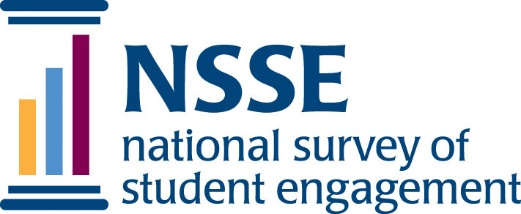 NSSE
national survey of
student engagement